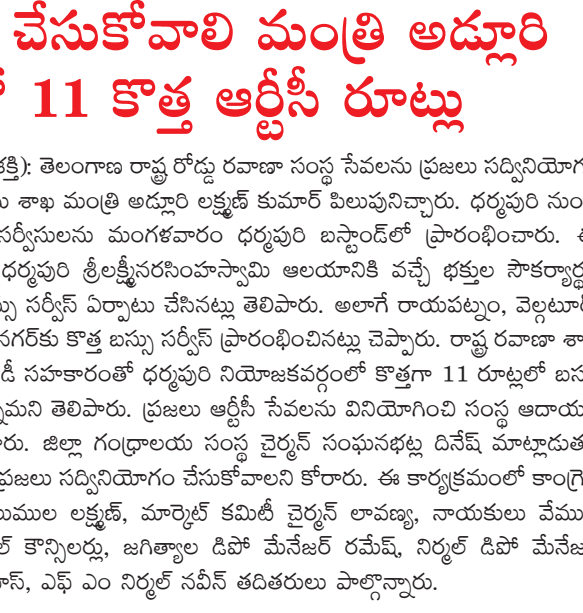 చేసుకోవాలి మంత్రి అడ్లూరి
11 కొత్త ఆర్టీసీ రూట్లు
తెలంగాణ రాష్ట్ర రోడ్డు రవాణా సంస్థ సేవలను ప్రజలు సద్వినియోగ
శాఖ మంత్రి అడ్లూరి లక్ష్మణ్ కుమార్ పిలుపునిచ్చారు. ధర్మపురి నుం
సర్వీసులను మంగళవారం ధర్మపురి బస్టాండ్‌లో ప్రారంభించారు.
ధర్మపురి శ్రీలక్ష్మీనరసింహస్వామి ఆలయానికి వచ్చే భక్తుల సౌకర్యార్థ
సర్వీస్ ఏర్పాటు చేసినట్లు తెలిపారు. అలాగే రాయపట్నం, వెల్గటూర్
నగర్‌కు కొత్త బస్సు సర్వీస్ ప్రారంభించినట్లు చెప్పారు. రాష్ట్ర రవాణా శా
డీ సహకారంతో ధర్మపురి నియోజకవర్గంలో కొత్తగా 11 రూట్లలో బస
తెలిపారు. ప్రజలు ఆర్టీసీ సేవలను వినియోగించి సంస్థ ఆదాయ
రు. జిల్లా గంధ్రాలయ సంస్థ చైర్మన్ సంఘనభట్ల దినేష్ మాట్లాడుత
ప్రజలు సద్వినియోగం చేసుకోవాలని కోరారు. ఈ కార్యక్రమంలో కాంగ్రె
ముల లక్ష్మణ్, మార్కెట్ కమిటీ చైర్మన్ లావణ్య, నాయకులు వేము
ల్ కౌన్సిలర్లు, జగిత్యాల డిపో మేనేజర్ రమేష్, నిర్మల్ డిపో మేనేజ
ాస్, ఎఫ్ ఎం నిర్మల్ నవీన్ తదితరులు పాల్గొన్నారు.